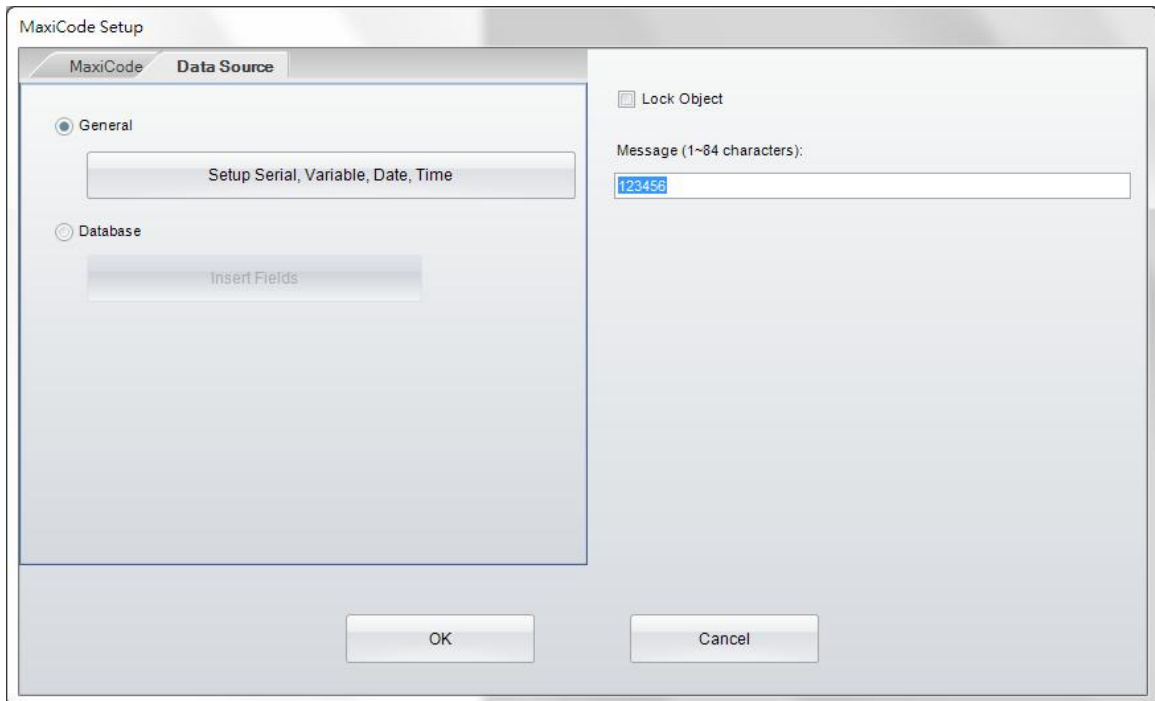 MaxiCode Setup
MaxiCode Data Source
General
Setup Serial, Variable, Date, Time
Database
Insert Fields
Lock Object
Message (1~84 characters):
123456
OK Cancel